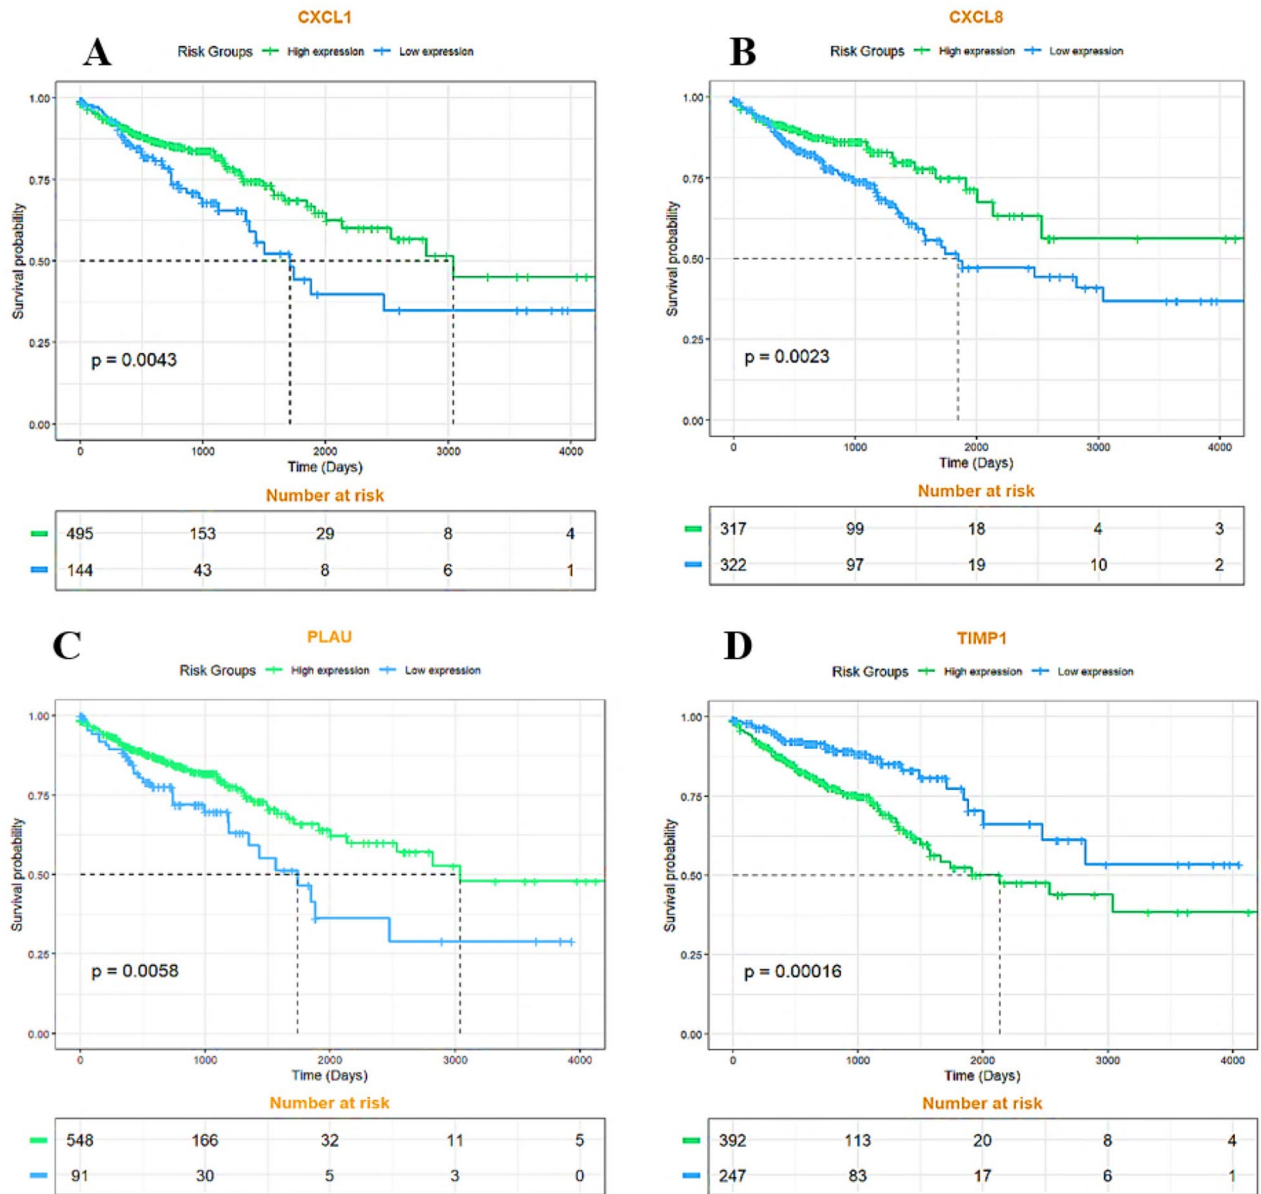 CXCL1
A
Risk Groups High expression Low expression
1.00
0.75
0.50
0.25
0.00
Survival probability
p = 0.0043
0 1000 2000 3000 4000
Time (Days)
Number at risk
495 153 29 8 4
144 43 8 6 1
CXCL8
B
Risk Groups High expression Low expression
1.00
0.75
0.50
0.25
0.00
Survival probability
p = 0.0023
0 1000 2000 3000 4000
Time (Days)
Number at risk
317 99 18 4 3
322 97 19 10 2
PLAU
C
Risk Groups High expression Low expression
1.00
0.75
0.50
0.25
0.00
Survival probability
p = 0.0058
0 1000 2000 3000 4000
Time (Days)
Number at risk
548 166 32 11 5
91 30 5 3 0
TIMP1
D
Risk Groups High expression Low expression
1.00
0.75
0.50
0.25
0.00
Survival probability
p = 0.00016
0 1000 2000 3000 4000
Time (Days)
Number at risk
392 113 20 8 4
247 83 17 6 1